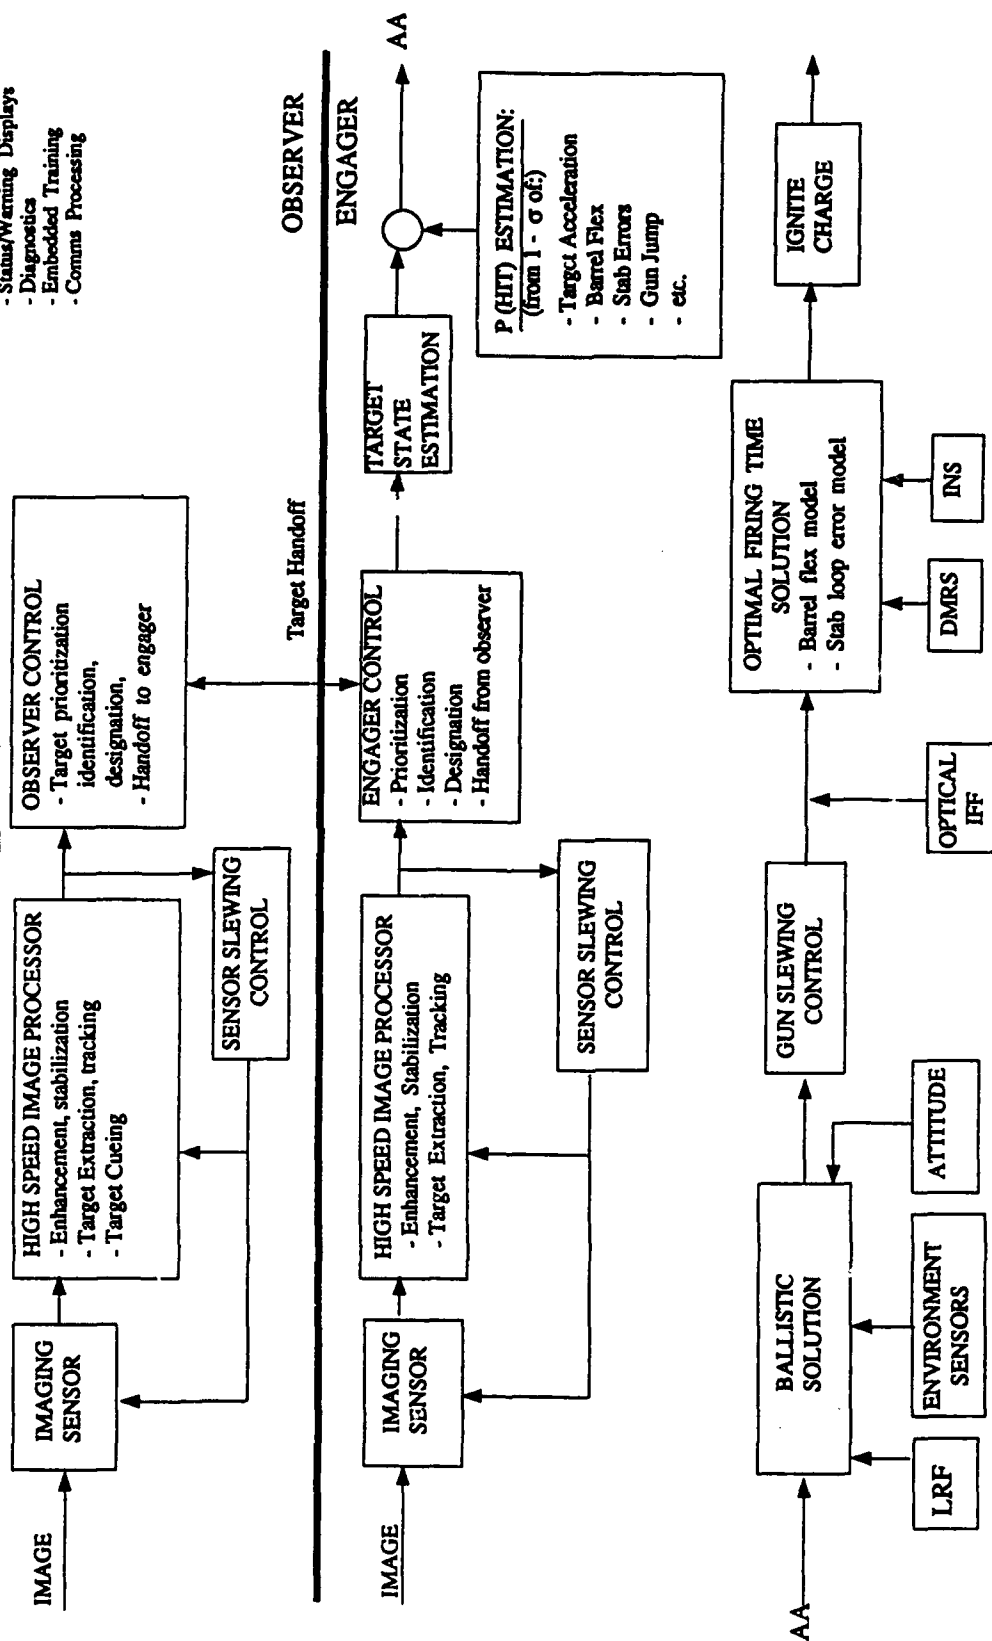 - Status/Warning Displays
- Diagnostics
- Embedded Training
- Comms Processing
IMAGE
IMAGING
SENSOR
HIGH SPEED IMAGE PROCESSOR
- Enhancement, stabilization
- Target Extraction, tracking
- Target Cueing
SENSOR SLEWING
CONTROL
OBSERVER CONTROL
- Target prioritization
identification,
designation,
- Handoff to engager
Target Handoff
OBSERVER
ENGAGER
IMAGE
IMAGING
SENSOR
HIGH SPEED IMAGE PROCESSOR
- Enhancement, Stabilization
- Target Extraction, Tracking
SENSOR SLEWING
CONTROL
ENGAGER CONTROL
- Prioritization
- Identification
- Designation
- Handoff from observer
TARGET
STATE
ESTIMATION
AA
P (HIT) ESTIMATION:
(from 1 - σ of:)
- Target Acceleration
- Barrel Flex
- Stab Errors
- Gun Jump
- etc.
AA
BALLISTIC
SOLUTION
LRF
ENVIRONMENT
SENSORS
ATTITUDE
GUN SLEWING
CONTROL
OPTICAL
IFF
OPTIMAL FIRING TIME
SOLUTION
- Barrel flex model
- Stab loop error model
DMRS
INS
IGNITE
CHARGE